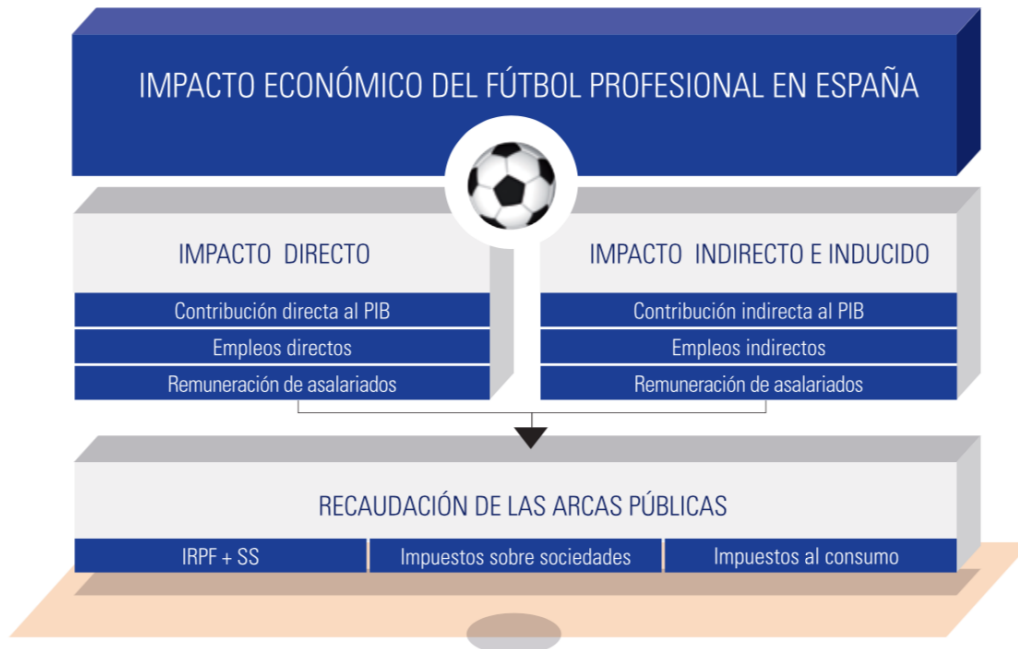 IMPACTO ECONÓMICO DEL FÚTBOL PROFESIONAL EN ESPAÑA
IMPACTO DIRECTO
Contribución directa al PIB
Empleos directos
Remuneración de asalariados
IMPACTO INDIRECTO E INDUCIDO
Contribución indirecta al PIB
Empleos indirectos
Remuneración de asalariados
RECAUDACIÓN DE LAS ARCAS PÚBLICAS
IRPF + SS
Impuestos sobre sociedades
Impuestos al consumo